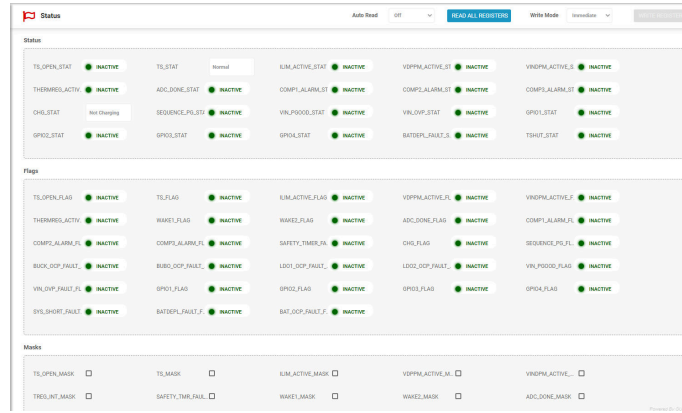 Status Auto Read Off READ ALL REGISTERS Write Mode Immediate
Status
TS_OPEN_STAT INACTIVE TS_STAT Normal ILIM_ACTIVE_STAT INACTIVE VDPPM_ACTIVE_ST INACTIVE VINDPM_ACTIVE_S. INACTIVE
THERMREG_ACTIV. INACTIVE ADC_DONE_STAT INACTIVE COMP1_ALARM_ST INACTIVE COMP2_ALARM_ST INACTIVE COMP3_ALARM_ST INACTIVE
CHG_STAT Not Charging SEQUENCE_PG_STA INACTIVE VIN_PGOOD_STAT INACTIVE VIN_OVP_STAT INACTIVE GPIO1_STAT INACTIVE
GPIO2_STAT INACTIVE GPIO3_STAT INACTIVE GPIO4_STAT INACTIVE BATDEPL_FAULT_S. INACTIVE TSHUT_STAT INACTIVE
Flags
TS_OPEN_FLAG INACTIVE TS_FLAG INACTIVE ILIM_ACTIVE_FLAG INACTIVE VDPPM_ACTIVE_FL INACTIVE VINDPM_ACTIVE_F INACTIVE
THERMREG_ACTIV. INACTIVE WAKE1_FLAG INACTIVE WAKE2_FLAG INACTIVE ADC_DONE_FLAG INACTIVE COMP1_ALARM_FL INACTIVE
COMP2_ALARM_FL INACTIVE COMP3_ALARM_FL INACTIVE SAFETY_TIMER_FA. INACTIVE CHG_FLAG INACTIVE SEQUENCE_PG_FL. INACTIVE
BUCK_OCP_FAULT_ INACTIVE BUBO_OCP_FAULT_ INACTIVE LDO1_OCP_FAULT_ INACTIVE LDO2_OCP_FAULT_ INACTIVE VIN_PGOOD_FLAG INACTIVE
VIN_OVP_FAULT_FL INACTIVE GPIO1_FLAG INACTIVE GPIO2_FLAG INACTIVE GPIO3_FLAG INACTIVE GPIO4_FLAG INACTIVE
SYS_SHORT_FAULT. INACTIVE BATDEPL_FAULT_F. INACTIVE BAT_OCP_FAULT_F. INACTIVE
Masks
TS_OPEN_MASK TS_MASK ILIM_ACTIVE_MASK VDPPM_ACTIVE_M.. VINDPM_ACTIVE_...
TREG_INT_MASK SAFETY_TMR_FAUL.. WAKE1_MASK WAKE2_MASK ADC_DONE_MASK